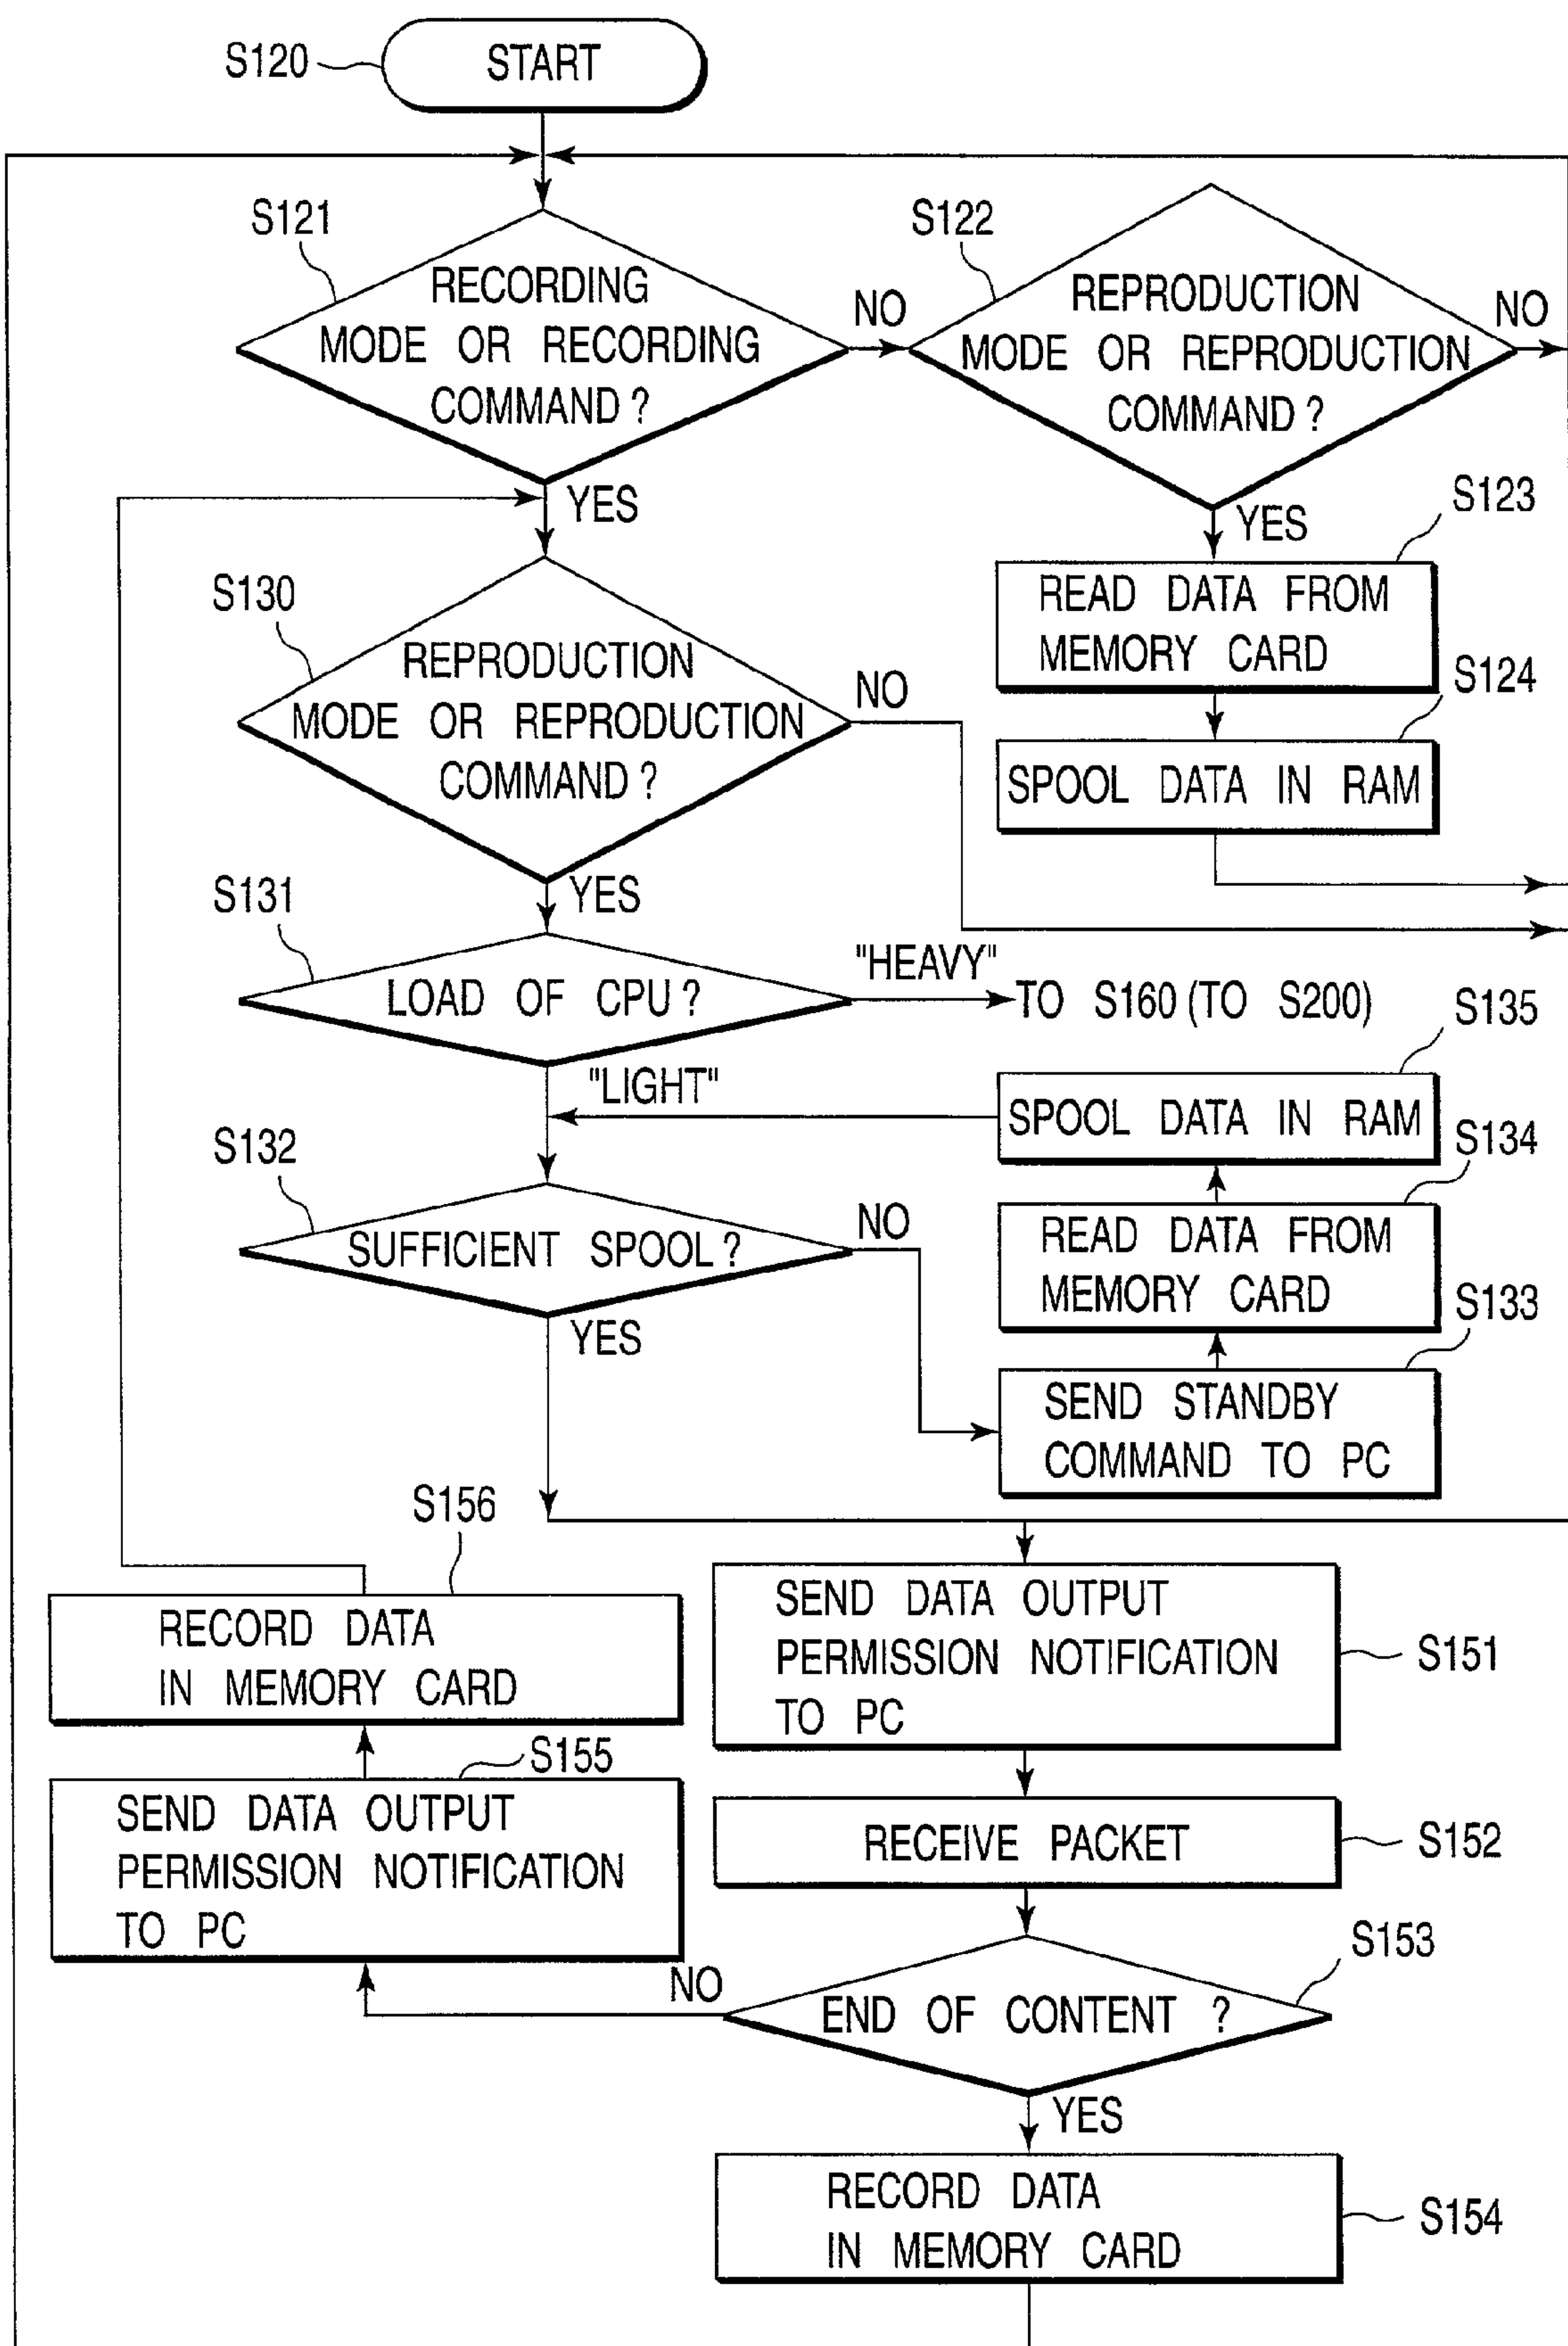 S120
START
S121
RECORDING
MODE OR RECORDING
COMMAND ?
NO
S122
REPRODUCTION
MODE OR REPRODUCTION
COMMAND ?
NO
YES
YES
S123
READ DATA FROM
MEMORY CARD
S124
SPOOL DATA IN RAM
S130
REPRODUCTION
MODE OR REPRODUCTION
COMMAND ?
NO
YES
S131
LOAD OF CPU ?
"HEAVY"
TO S160 (TO S200)
"LIGHT"
S135
SPOOL DATA IN RAM
S134
READ DATA FROM
MEMORY CARD
S133
SEND STANDBY
COMMAND TO PC
S132
SUFFICIENT SPOOL ?
NO
YES
S156
RECORD DATA
IN MEMORY CARD
S155
SEND DATA OUTPUT
PERMISSION NOTIFICATION
TO PC
SEND DATA OUTPUT
PERMISSION NOTIFICATION
TO PC
S151
RECEIVE PACKET
S152
S153
END OF CONTENT ?
NO
YES
RECORD DATA
IN MEMORY CARD
S154